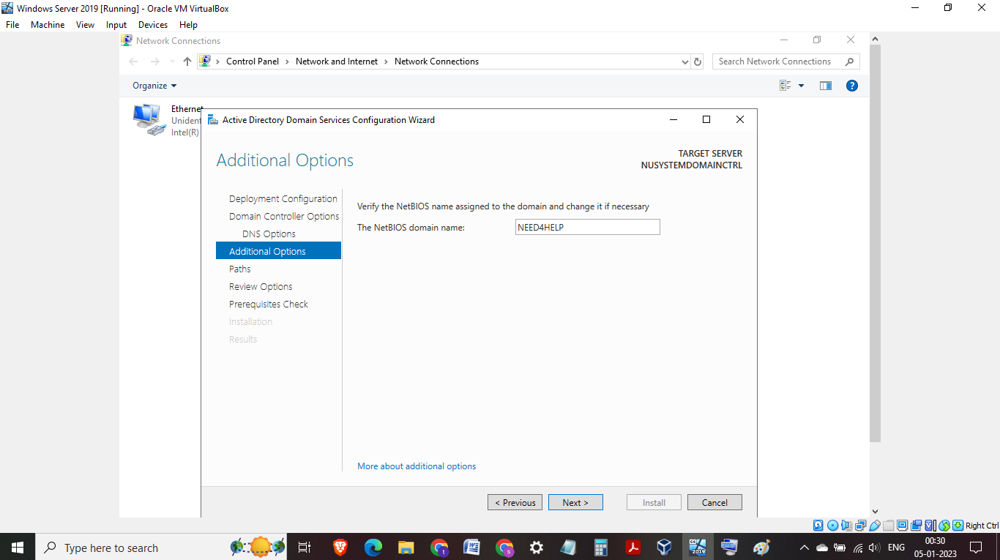 Windows Server 2019 [Running] - Oracle VM VirtualBox
File Machine View Input Devices Help
Network Connections
Control Panel > Network and Internet > Network Connections
Search Network Connections
Organize
Ethernet
Unident
Intel(R)
Active Directory Domain Services Configuration Wizard
Additional Options
TARGET SERVER
NUSYSTEMDOMAINCTRL
Deployment Configuration
Domain Controller Options
DNS Options
Additional Options
Paths
Review Options
Prerequisites Check
Installation
Results
Verify the NetBIOS name assigned to the domain and change it if necessary
The NetBIOS domain name: NEED4HELP
More about additional options
< Previous Next > Install Cancel
Right Ctrl
Type here to search
64
2019
ENG
00:30
05-01-2023